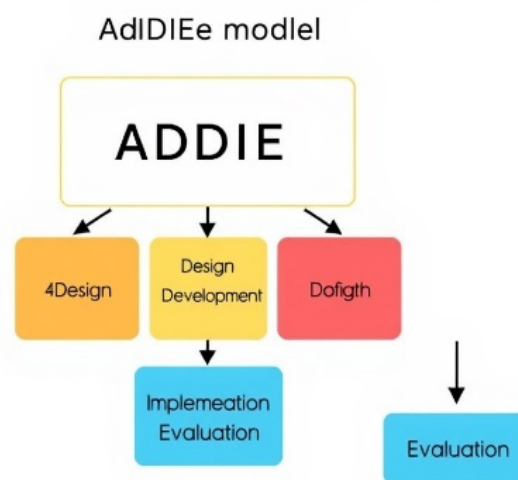 AdIDIEe modlel
ADDIE
4Design
Design
Development
Dofigth
Implemeation
Evaluation
Evaluation